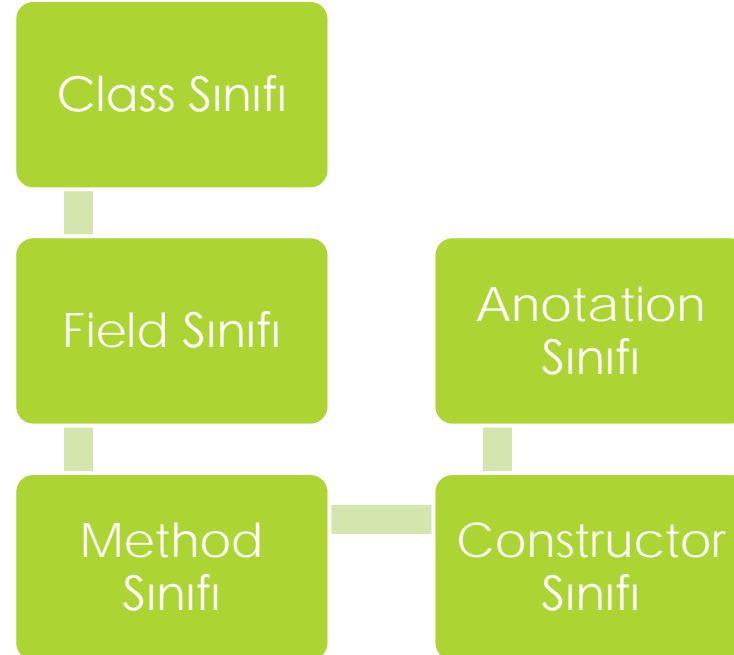 Class Sınıfı
Field Sınıfı
Method
Sınıfı
Constructor
Sınıfı
Anotation
Sınıfı